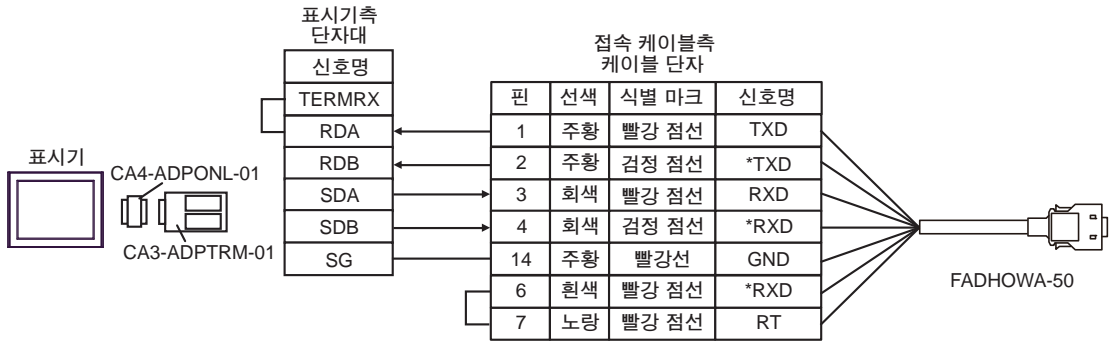 표시기측
단자대
신호명
TERMRX
RDA
RDB
SDA
SDB
SG
표시기
CA4-ADPONL-01
CA3-ADPTRM-01
접속 케이블측
케이블 단자
핀 선색 식별 마크 신호명
1 주황 빨강 점선 TXD
2 주황 검정 점선 *TXD
3 회색 빨강 점선 RXD
4 회색 검정 점선 *RXD
14 주황 빨강선 GND
6 흰색 빨강 점선 *RXD
7 노랑 빨강 점선 RT
FADHOWA-50